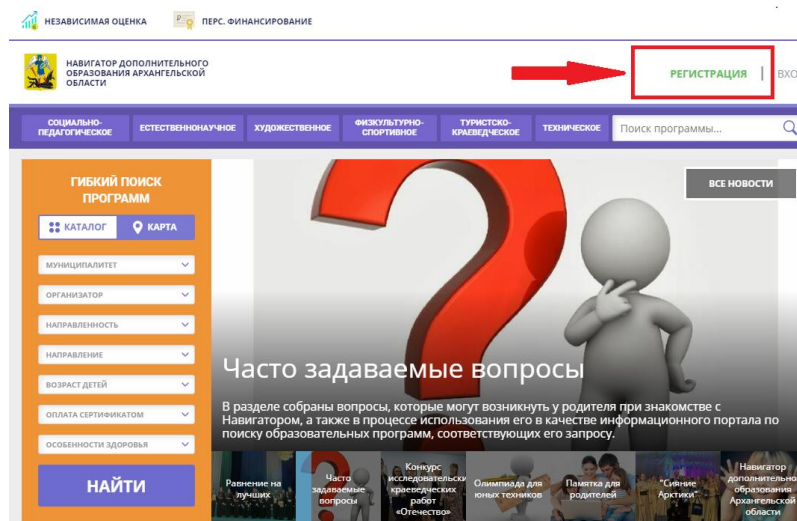 НЕЗАВИСИМАЯ ОЦЕНКА
ПЕРС. ФИНАНСИРОВАНИЕ
НАВИГАТОР ДОПОЛНИТЕЛЬНОГО
ОБРАЗОВАНИЯ АРХАНГЕЛЬСКОЙ
ОБЛАСТИ
РЕГИСТРАЦИЯ
ВХО
СОЦИАЛЬНО-
ПЕДАГОГИЧЕСКОЕ
ЕСТЕСТВЕННОНАУЧНОЕ
ХУДОЖЕСТВЕННОЕ
ФИЗКУЛЬТУРНО-
СПОРТИВНОЕ
ТУРИСТСКО-
КРАЕВЕДЧЕСКОЕ
ТЕХНИЧЕСКОЕ
Поиск программы...
ГИБКИЙ ПОИСК
ПРОГРАММ
КАТАЛОГ
КАРТА
МУНИЦИПАЛИТЕТ
ОРГАНИЗАТОР
НАПРАВЛЕННОСТЬ
НАПРАВЛЕНИЕ
ВОЗРАСТ ДЕТЕЙ
ОПЛАТА СЕРТИФИКАТОМ
ОСОБЕННОСТИ ЗДОРОВЬЯ
НАЙТИ
ВСЕ НОВОСТИ
Часто задаваемые вопросы
В разделе собраны вопросы, которые могут возникнуть у родителя при знакомстве с
Навигатором, а также в процессе использования его в качестве информационного портала по
поиску образовательных программ, соответствующих его запросу.
Равнение на
лучших
Часто
задаваемые
вопросы
Конкурс
исследовательски
краеведческих
работ
«Отечество»
Олимпиада для
юных техников
Памятка для
родителей
"Сияние
Арктики"
Навигатор
дополнительно
образования
Архангельской
области